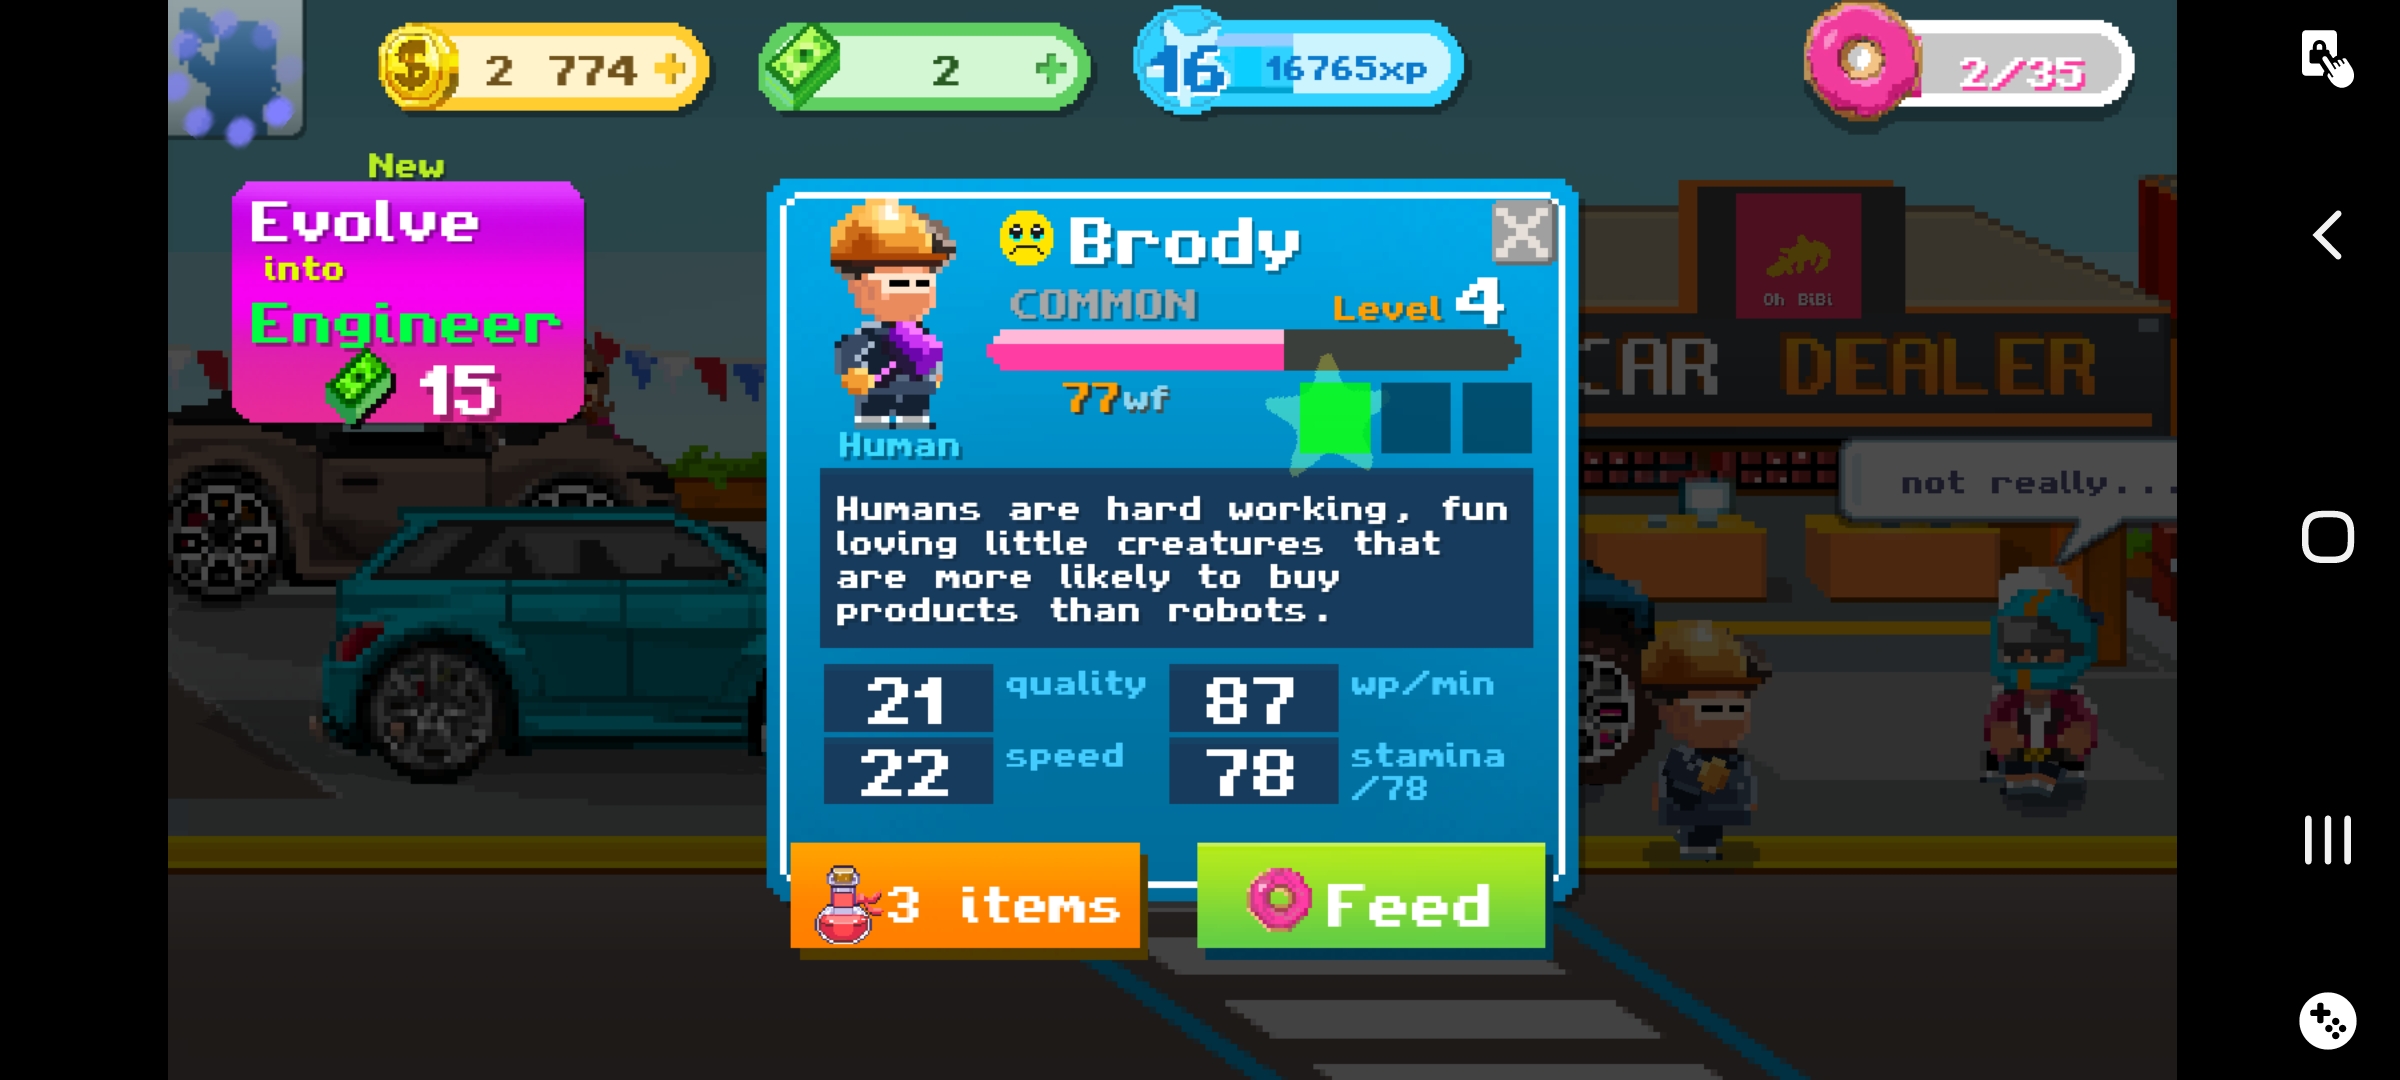 2 774 +
2 +
16 16765xp
2/35
New
Evolve
into
Engineer
15
Brody
COMMON
Level 4
77wf
Human
Humans are hard working, fun
loving little creatures that
are more likely to buy
products than robots.
21 quality
87 wp/min
22 speed
78 stamina
/78
3 items
Feed
Oh BiBi
CAR DEALER
not really...